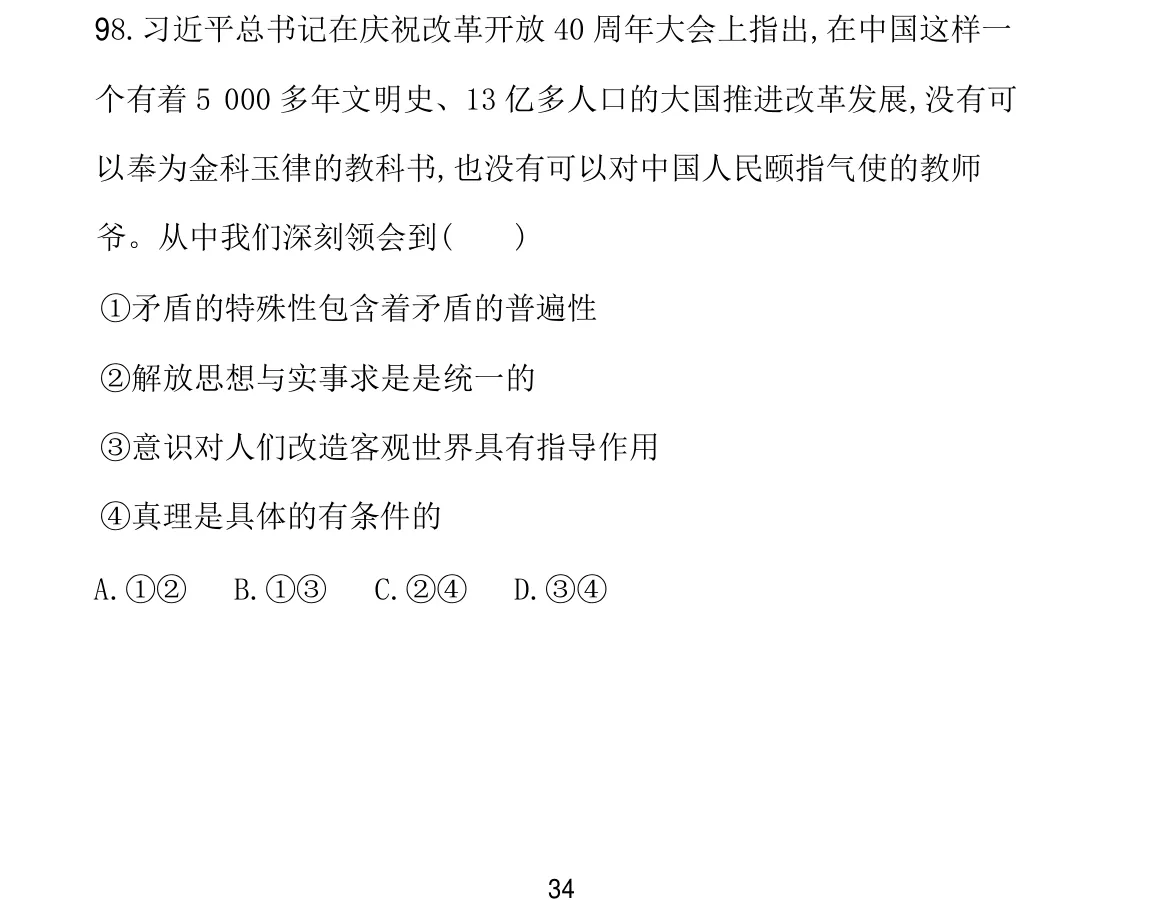 98.习近平总书记在庆祝改革开放 40 周年大会上指出,在中国这样一
个有着 5 000 多年文明史、13 亿多人口的大国推进改革发展,没有可
以奉为金科玉律的教科书,也没有可以对中国人民颐指气使的教师
爷。从中我们深刻领会到(　　)
①矛盾的特殊性包含着矛盾的普遍性
②解放思想与实事求是是统一的
③意识对人们改造客观世界具有指导作用
④真理是具体的有条件的
A.①②　B.①③　C.②④　D.③④
34